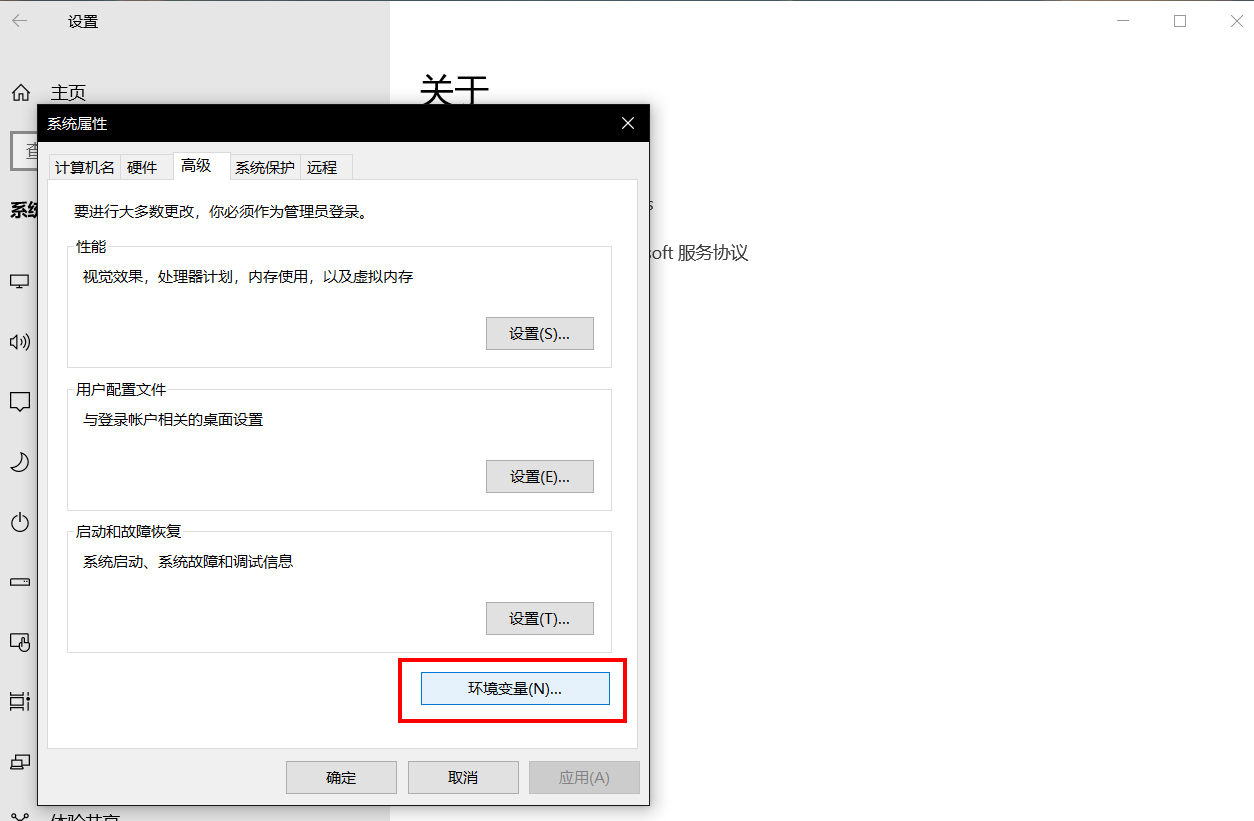 设置
主页
关于
系统属性
计算机名 硬件 高级 系统保护 远程
要进行大多数更改，你必须作为管理员登录。
性能
视觉效果，处理器计划，内存使用，以及虚拟内存
设置(S)...
用户配置文件
与登录帐户相关的桌面设置
设置(E)...
启动和故障恢复
系统启动、系统故障和调试信息
设置(T)...
环境变量(N)...
确定 取消 应用(A)
系统
soft 服务协议
体验共享